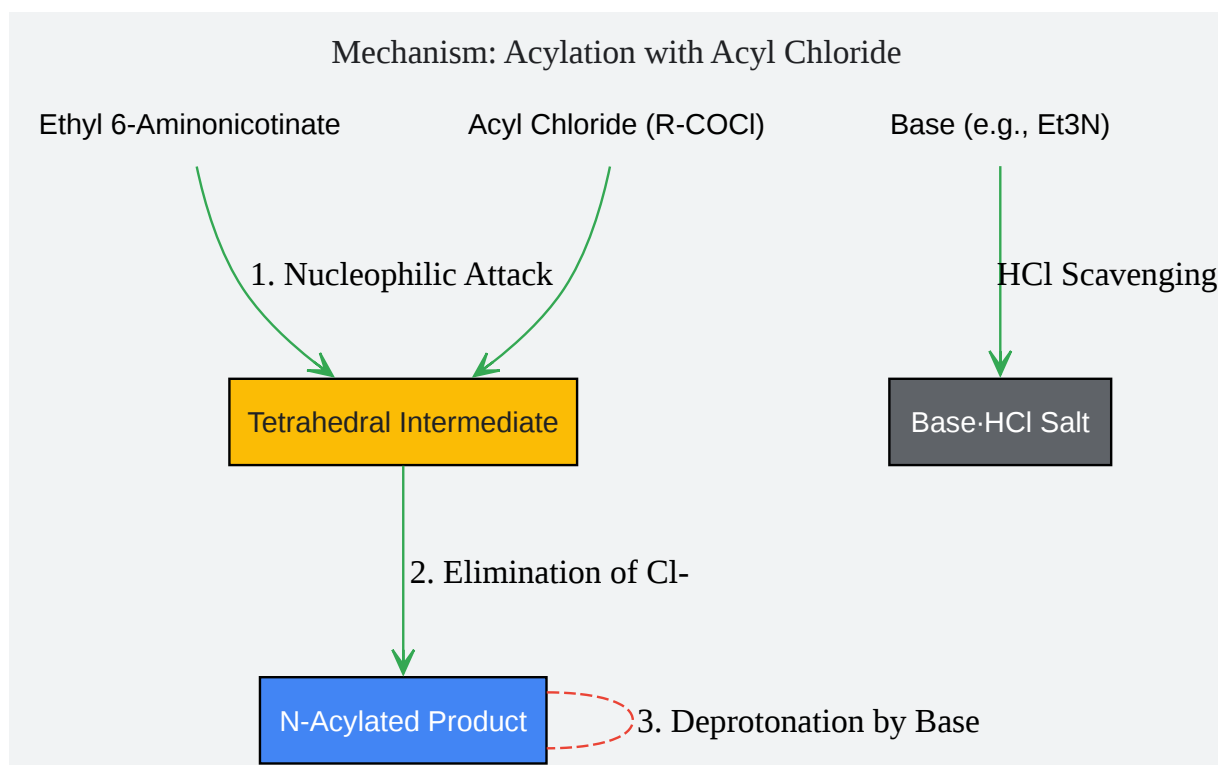 Mechanism: Acylation with Acyl Chloride
Ethyl 6-Aminonicotinate
Acyl Chloride (R-COCl)
Base (e.g., Et3N)
1. Nucleophilic Attack
HCl Scavenging
Tetrahedral Intermediate
Base·HCl Salt
2. Elimination of Cl-
N-Acylated Product
3. Deprotonation by Base